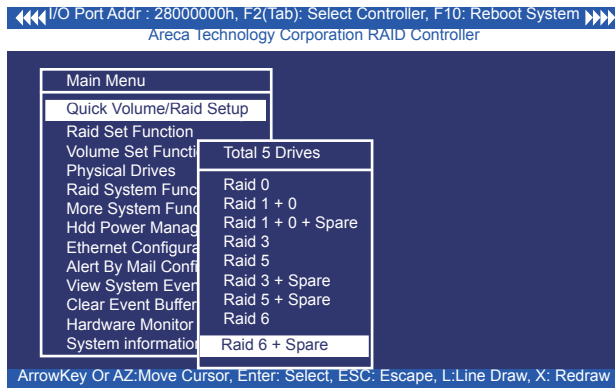 I/O Port Addr : 28000000h, F2(Tab): Select Controller, F10: Reboot System
Areca Technology Corporation RAID Controller
Main Menu
Quick Volume/Raid Setup
Raid Set Function
Volume Set Functi
Physical Drives
Raid System Func
More System Func
Hdd Power Manag
Ethernet Configura
Alert By Mail Confi
View System Even
Clear Event Buffer
Hardware Monitor
System information
Total 5 Drives
Raid 0
Raid 1 + 0
Raid 1 + 0 + Spare
Raid 3
Raid 5
Raid 3 + Spare
Raid 5 + Spare
Raid 6
Raid 6 + Spare
ArrowKey Or AZ:Move Cursor, Enter: Select, ESC: Escape, L:Line Draw, X: Redraw